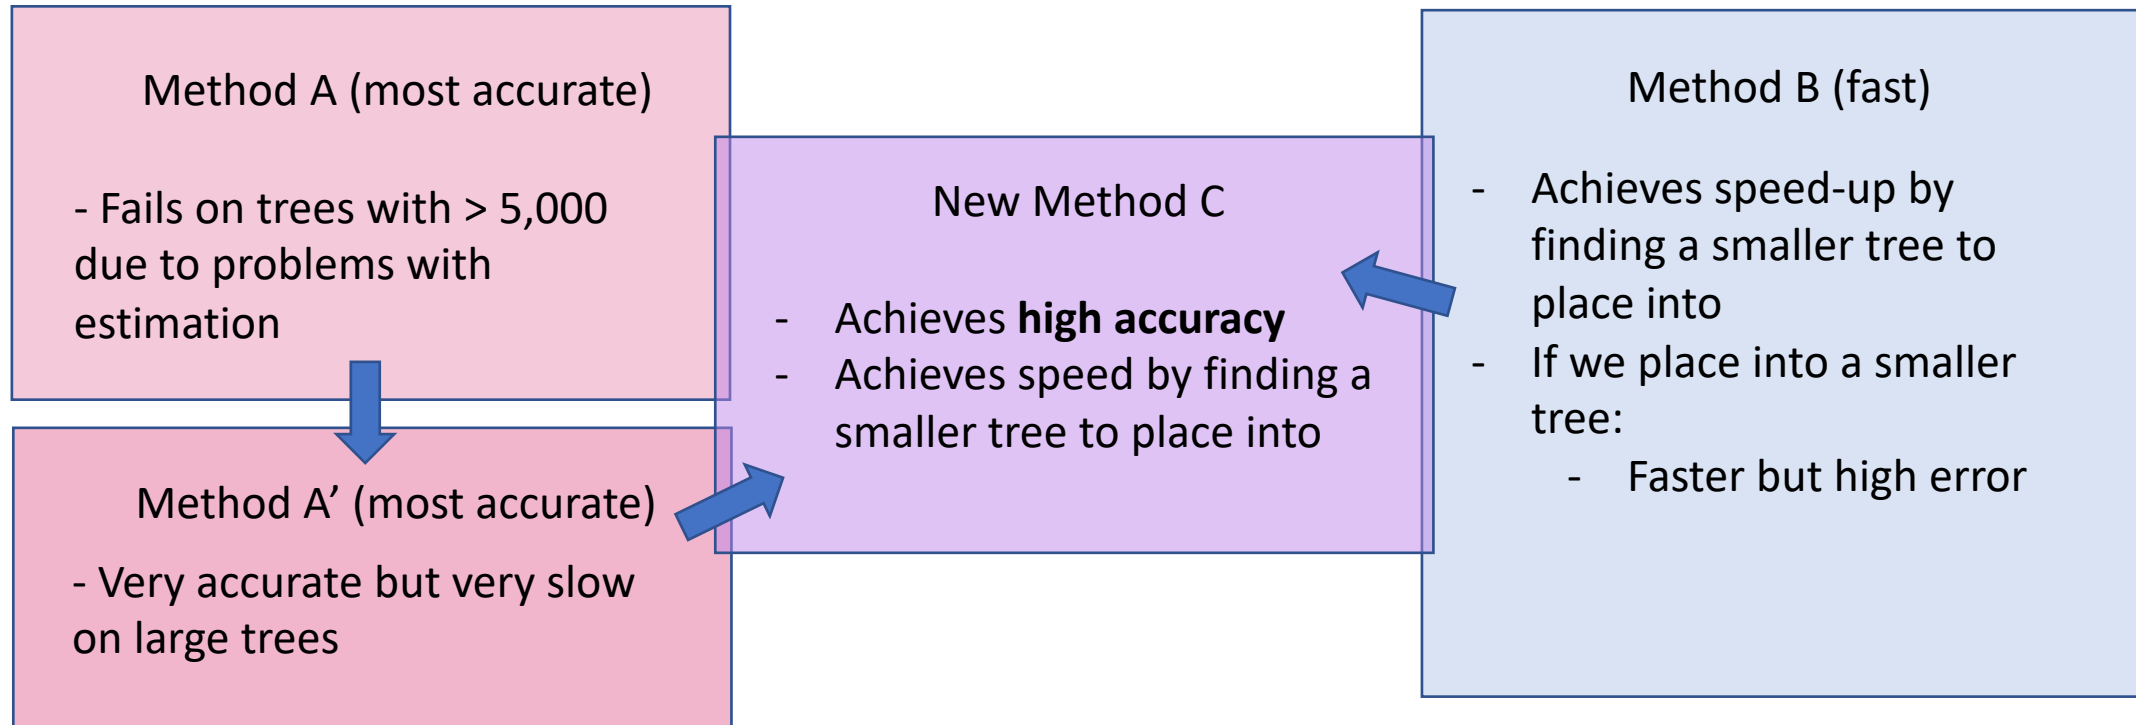 Method A (most accurate)
- Fails on trees with > 5,000
due to problems with
estimation
Method A’ (most accurate)
- Very accurate but very slow
on large trees
New Method C
- Achieves high accuracy
- Achieves speed by finding a
smaller tree to place into
Method B (fast)
- Achieves speed-up by
finding a smaller tree to
place into
- If we place into a smaller
tree:
- Faster but high error